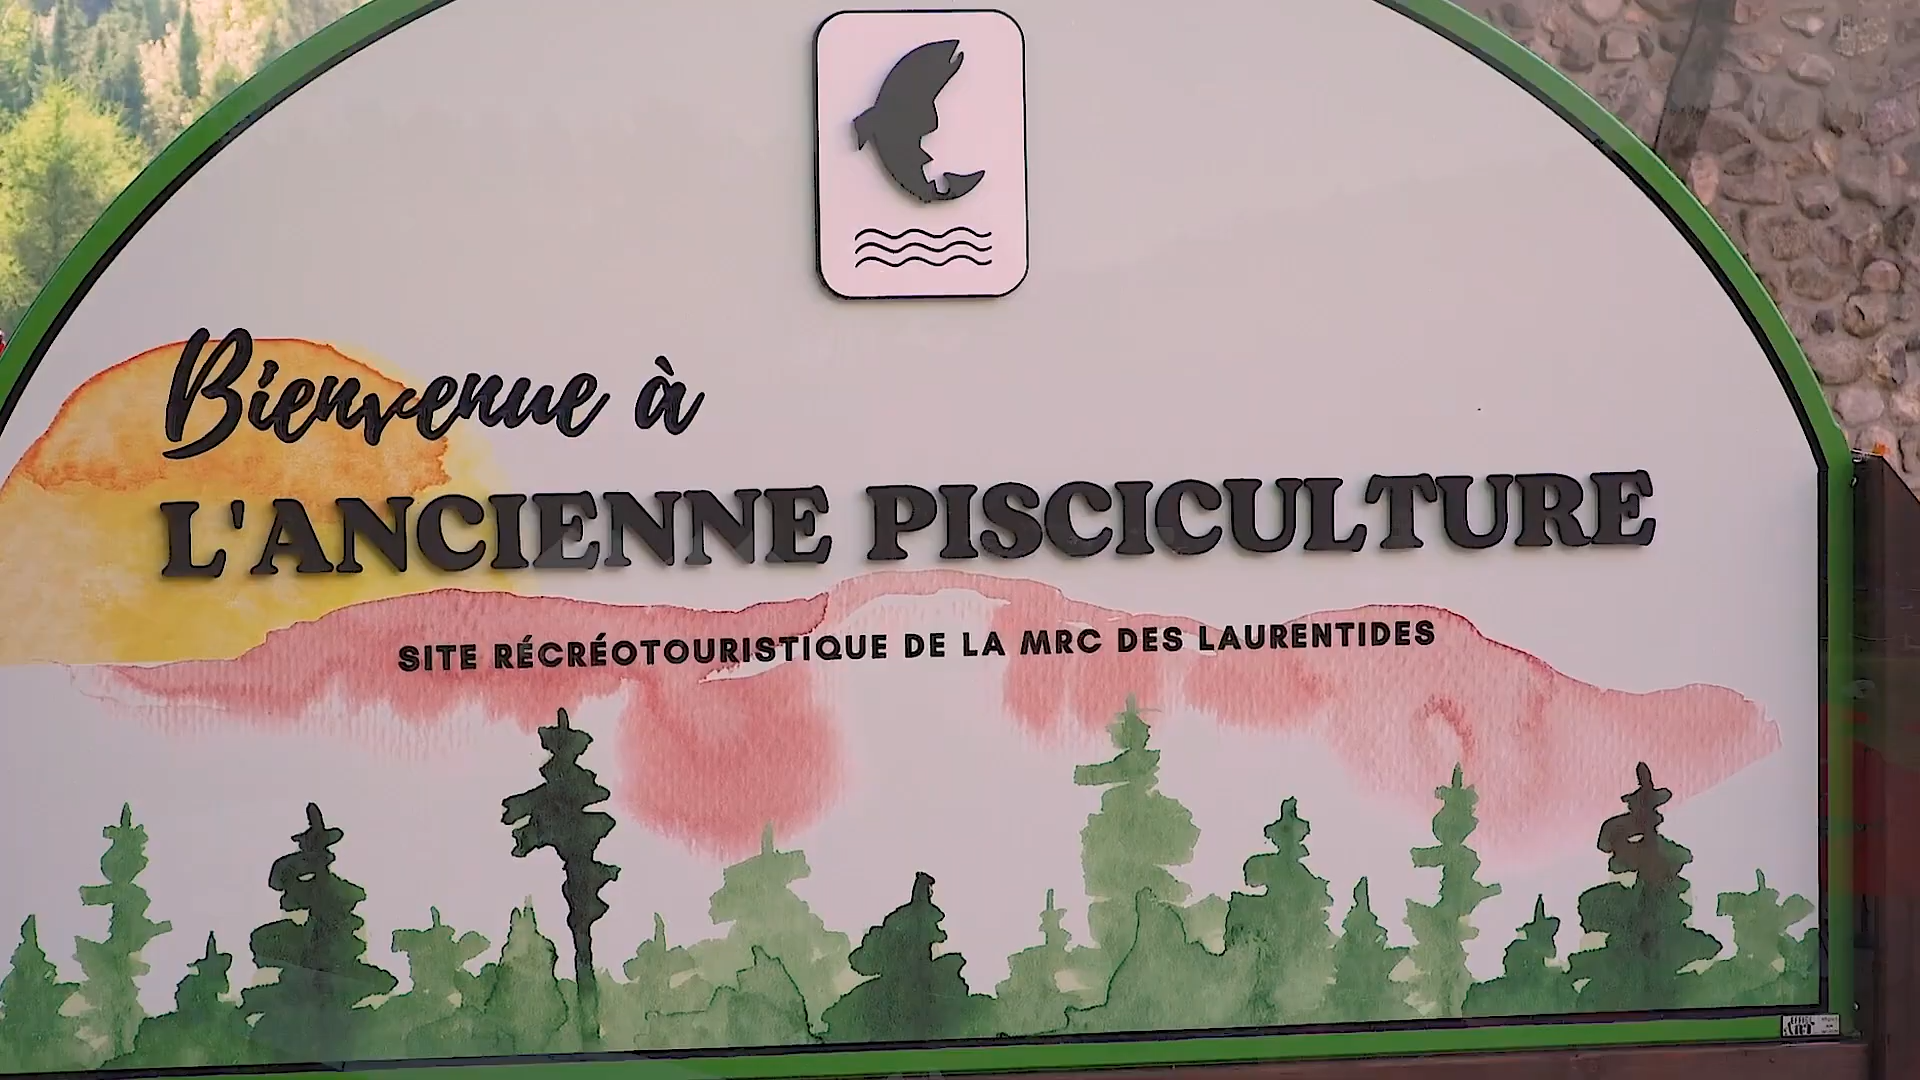 Bienvenue à
L'ANCIENNE PISCICULTURE
SITE RÉCRÉOTOURISTIQUE DE LA MRC DES LAURENTIDES